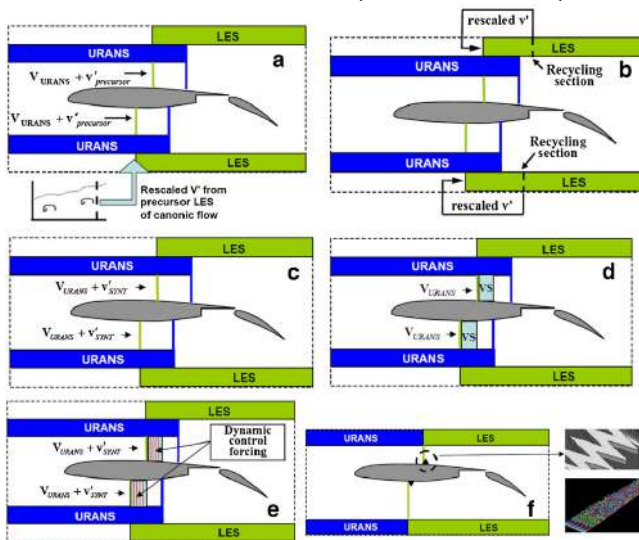 LES
URANS
a
V URANS + v' precursor
V URANS + v' precursor
LES
Rescaled V' from
precursor LES
of canonic flow
rescaled v'
LES
URANS
b
Recycling
section
Recycling
section
URANS
LES
rescaled v'
LES
URANS
c
V URANS + v' SYNT
V URANS + v' SYNT
URANS
LES
LES
URANS
d
V URANS
VS
V URANS
VS
URANS
LES
LES
URANS
Dynamic
control
forcing
V URANS + v' SYNT
V URANS + v' SYNT
e
URANS
LES
URANS
LES
f
URANS
LES